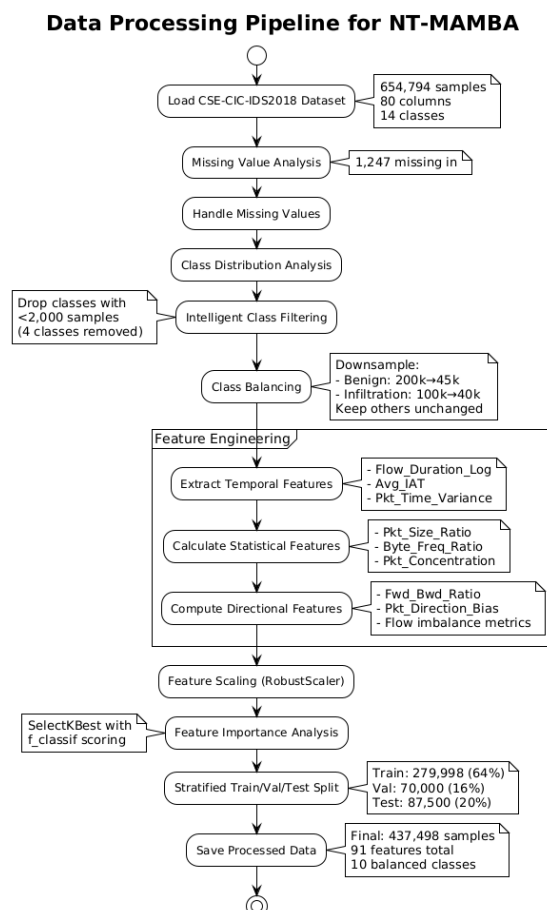 Data Processing Pipeline for NT-MAMBA
Load CSE-CIC-IDS2018 Dataset
654,794 samples
80 columns
14 classes
Missing Value Analysis
1,247 missing in
Handle Missing Values
Class Distribution Analysis
Drop classes with
<2,000 samples
(4 classes removed)
Intelligent Class Filtering
Class Balancing
Downsample:
- Benign: 200k→45k
- Infiltration: 100k→40k
Keep others unchanged
Feature Engineering
Extract Temporal Features
- Flow_Duration_Log
- Avg_IAT
- Pkt_Time_Variance
Calculate Statistical Features
- Pkt_Size_Ratio
- Byte_Freq_Ratio
- Pkt_Concentration
Compute Directional Features
- Fwd_Bwd_Ratio
- Pkt_Direction_Bias
- Flow imbalance metrics
Feature Scaling (RobustScaler)
SelectKBest with
f_classif scoring
Feature Importance Analysis
Stratified Train/Val/Test Split
Train: 279,998 (64%)
Val: 70,000 (16%)
Test: 87,500 (20%)
Save Processed Data
Final: 437,498 samples
91 features total
10 balanced classes